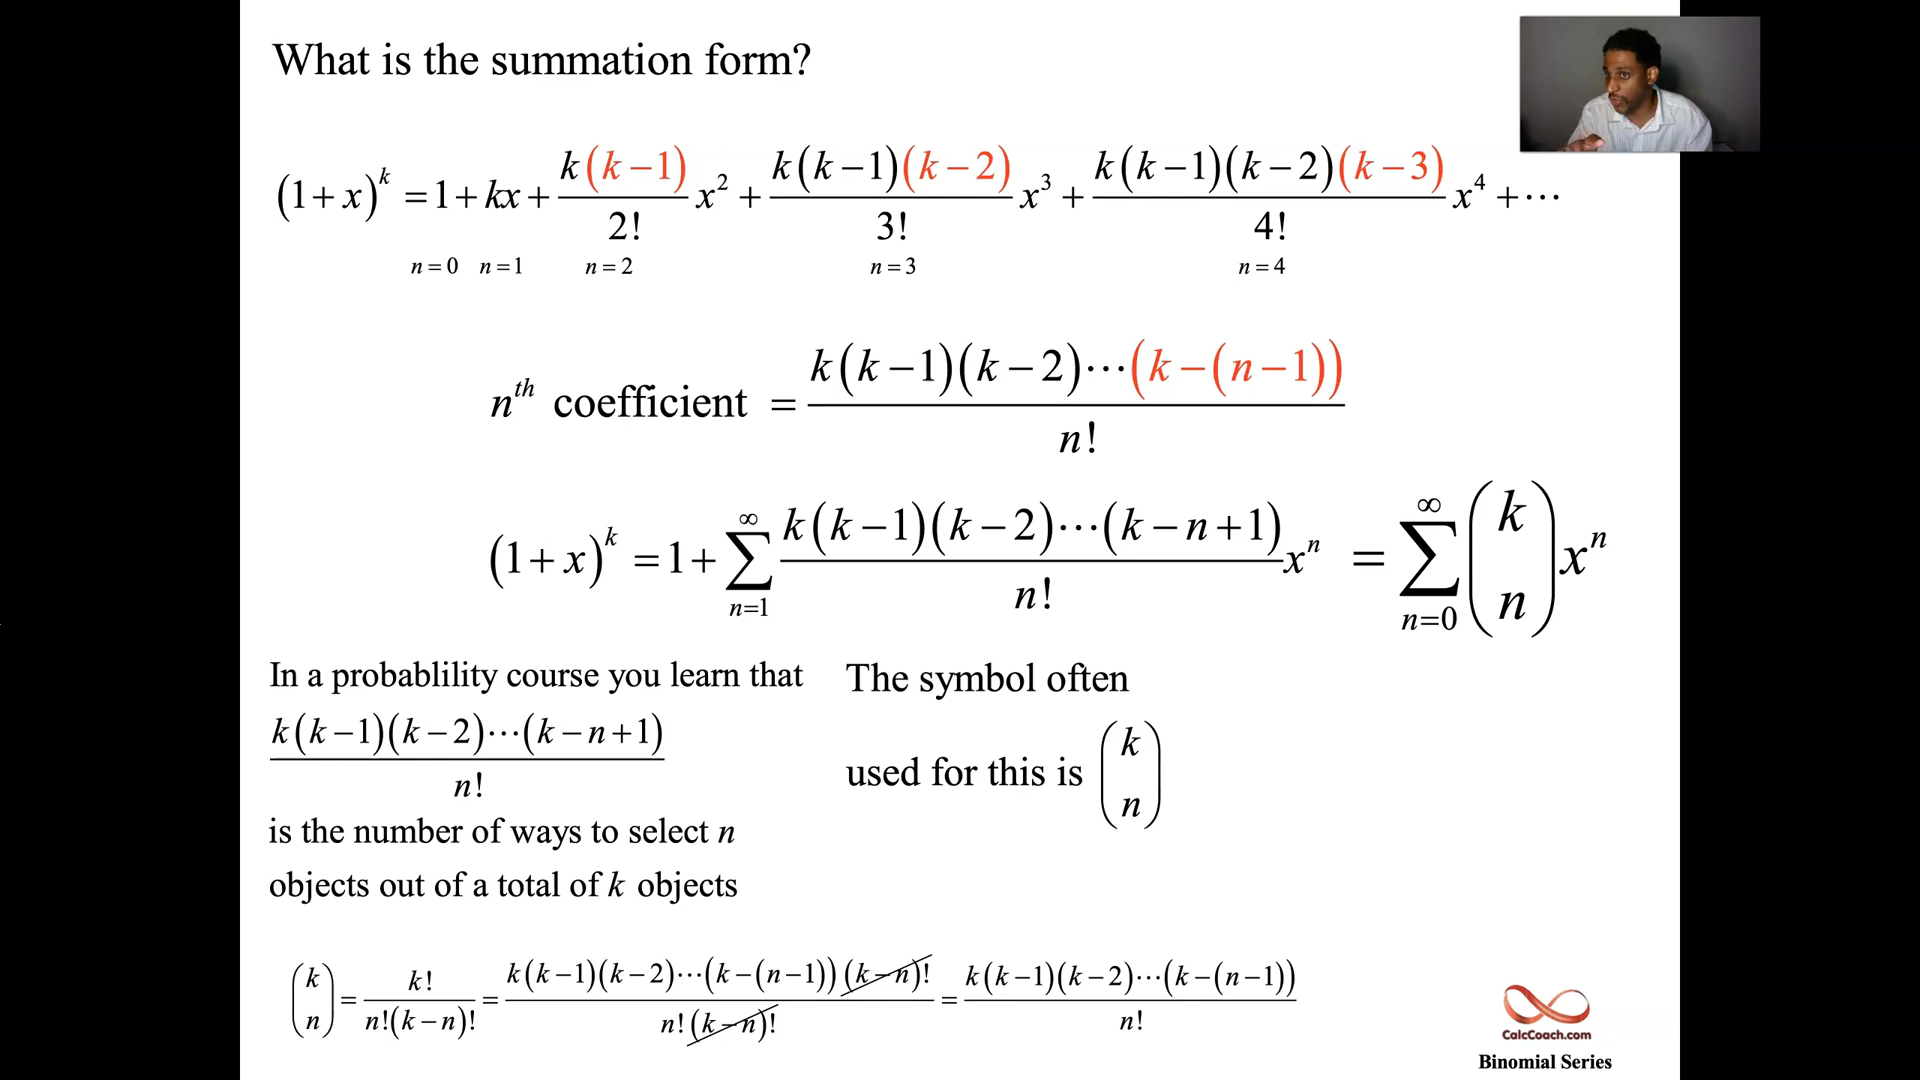 What is the summation form?
(1+x)^k = 1 + kx + k(k−1)/2! x² + k(k−1)(k−2)/3! x³ + k(k−1)(k−2)(k−3)/4! x⁴ + ⋯
n=0 n=1 n=2 n=3 n=4
n^th coefficient = k(k−1)(k−2)⋯(k−(n−1))/n!
(1+x)^k = 1 + ∑_{n=1}^{∞} k(k−1)(k−2)⋯(k−n+1)/n! x^n = ∑_{n=0}^{∞} (k n) x^n
In a probablility course you learn that
k(k−1)(k−2)⋯(k−n+1)/n!
is the number of ways to select n
objects out of a total of k objects
The symbol often
used for this is (k n)
(k n) = k!/n!(k−n)! = k(k−1)(k−2)⋯(k−(n−1))(k−n)!/n!(k−n)! = k(k−1)(k−2)⋯(k−(n−1))/n!
CalcCoach.com
Binomial Series